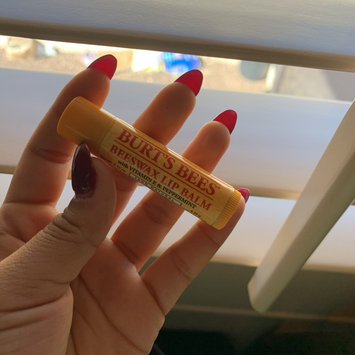 BURT'S BEES
BEESWAX LIP BALM
with VITAMIN E & PEPPERMINT